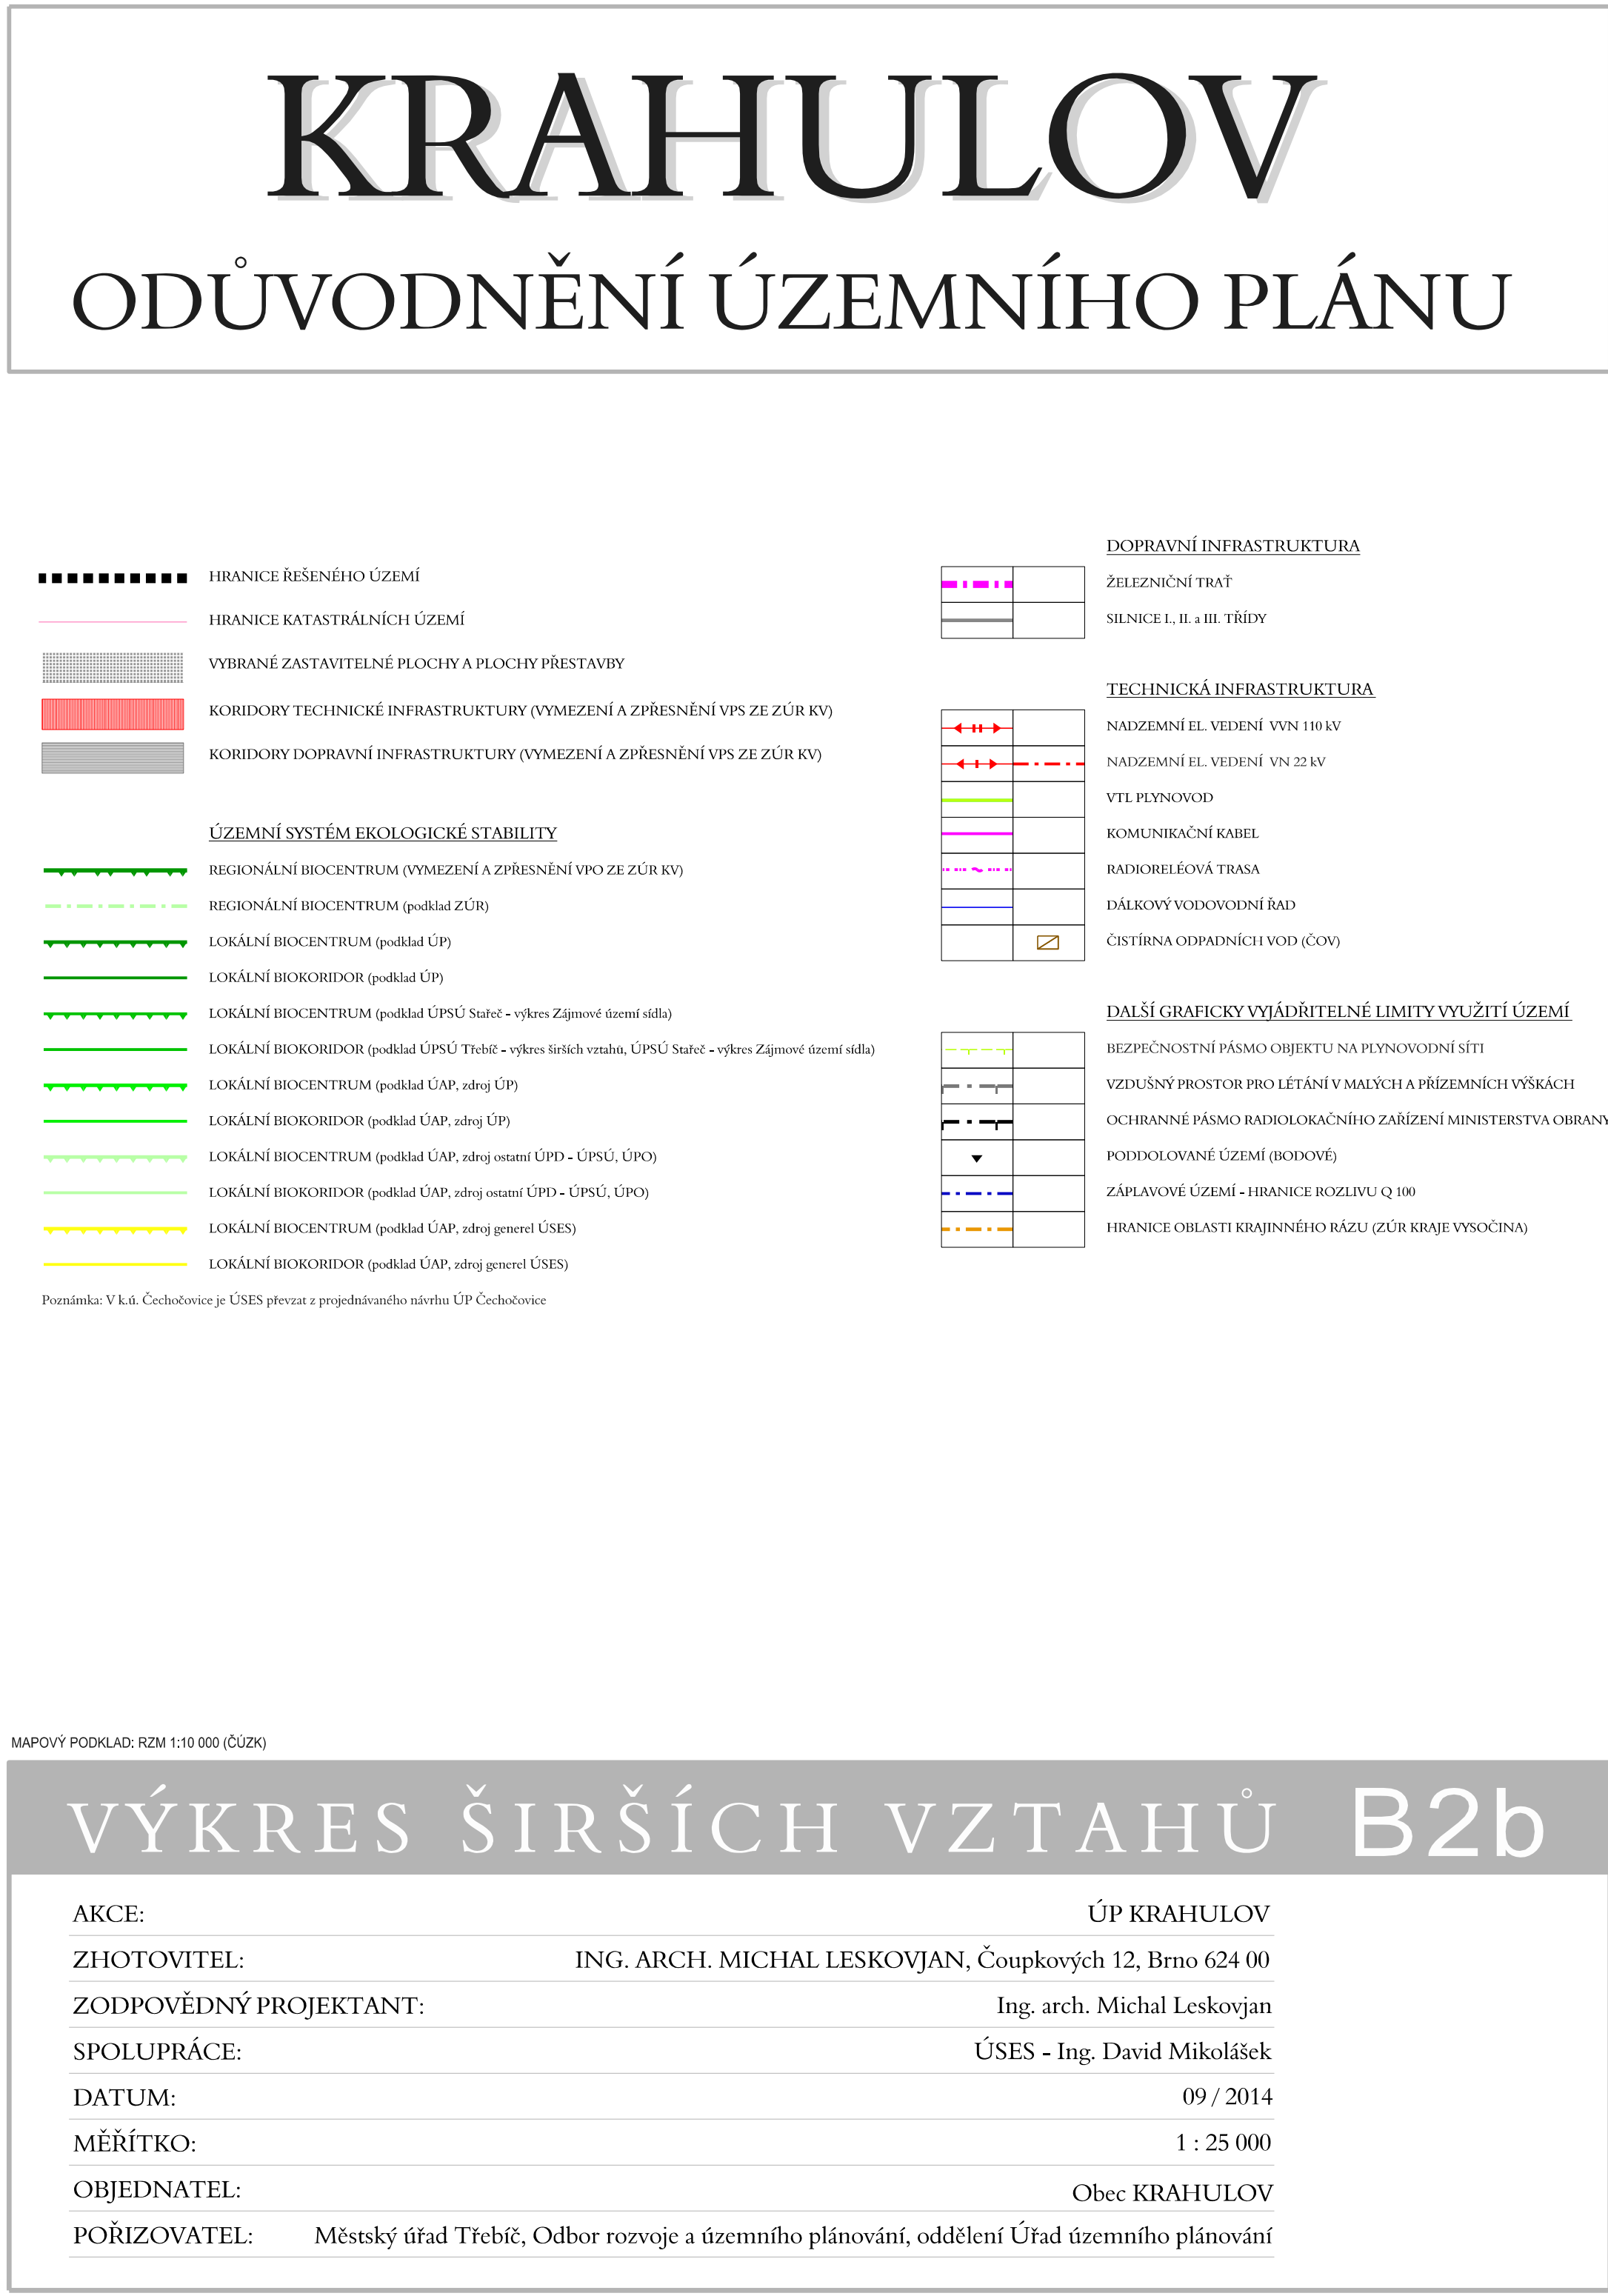 KRAHULOV
ODŮVODNĚNÍ ÚZEMNÍHO PLÁNU
HRANICE ŘEŠENÉHO ÚZEMÍ
HRANICE KATASTRÁLNÍCH ÚZEMÍ
VYBRANÉ ZASTAVITELNÉ PLOCHY A PLOCHY PŘESTAVBY
KORIDORY TECHNICKÉ INFRASTRUKTURY (VYMEZENÍ A ZPŘESNĚNÍ VPS ZE ZÚR KV)
KORIDORY DOPRAVNÍ INFRASTRUKTURY (VYMEZENÍ A ZPŘESNĚNÍ VPS ZE ZÚR KV)
ÚZEMNÍ SYSTÉM EKOLOGICKÉ STABILITY
REGIONÁLNÍ BIOCENTRUM (VYMEZENÍ A ZPŘESNĚNÍ VPO ZE ZÚR KV)
REGIONÁLNÍ BIOCENTRUM (podklad ZÚR)
LOKÁLNÍ BIOCENTRUM (podklad ÚP)
LOKÁLNÍ BIOKORIDOR (podklad ÚP)
LOKÁLNÍ BIOCENTRUM (podklad ÚPSÚ Stařeč - výkres Zájmové území sídla)
LOKÁLNÍ BIOKORIDOR (podklad ÚPSÚ Třebíč - výkres širších vztahů, ÚPSÚ Stařeč - výkres Zájmové území sídla)
LOKÁLNÍ BIOCENTRUM (podklad ÚAP, zdroj ÚP)
LOKÁLNÍ BIOKORIDOR (podklad ÚAP, zdroj ÚP)
LOKÁLNÍ BIOCENTRUM (podklad ÚAP, zdroj ostatní ÚPD - ÚPSÚ, ÚPO)
LOKÁLNÍ BIOKORIDOR (podklad ÚAP, zdroj ostatní ÚPD - ÚPSÚ, ÚPO)
LOKÁLNÍ BIOCENTRUM (podklad ÚAP, zdroj generel ÚSES)
LOKÁLNÍ BIOKORIDOR (podklad ÚAP, zdroj generel ÚSES)
Poznámka: V k.ú. Čechočovice je ÚSES převzat z projednávaného návrhu ÚP Čechočovice
DOPRAVNÍ INFRASTRUKTURA
ŽELEZNIČNÍ TRAŤ
SILNICE I., II. a III. TŘÍDY
TECHNICKÁ INFRASTRUKTURA
NADZEMNÍ EL. VEDENÍ VVN 110 kV
NADZEMNÍ EL. VEDENÍ VN 22 kV
VTL PLYNOVOD
KOMUNIKAČNÍ KABEL
RADIORELÉOVÁ TRASA
DÁLKOVÝ VODOVODNÍ ŘAD
ČISTÍRNA ODPADNÍCH VOD (ČOV)
DALŠÍ GRAFICKY VYJÁDŘITELNÉ LIMITY VYUŽITÍ ÚZEMÍ
BEZPEČNOSTNÍ PÁSMO OBJEKTU NA PLYNOVODNÍ SÍTI
VZDUŠNÝ PROSTOR PRO LÉTÁNÍ V MALÝCH A PŘÍZEMNÍCH VÝŠKÁCH
OCHRANNÉ PÁSMO RADIOLOKAČNÍHO ZAŘÍZENÍ MINISTERSTVA OBRANY
PODDOLOVANÉ ÚZEMÍ (BODOVÉ)
ZÁPLAVOVÉ ÚZEMÍ - HRANICE ROZLIVU Q 100
HRANICE OBLASTI KRAJINNÉHO RÁZU (ZÚR KRAJE VYSOČINA)
MAPOVÝ PODKLAD: RZM 1:10 000 (ČÚZK)
VÝKRES ŠIRŠÍCH VZTAHŮ B2b
AKCE: ÚP KRAHULOV
ZHOTOVITEL: ING. ARCH. MICHAL LESKOVJAN, Čoupkových 12, Brno 624 00
ZODPOVĚDNÝ PROJEKTANT: Ing. arch. Michal Leskovjan
SPOLUPRÁCE: ÚSES - Ing. David Mikolášek
DATUM: 09 / 2014
MĚŘÍTKO: 1 : 25 000
OBJEDNATEL: Obec KRAHULOV
POŘIZOVATEL: Městský úřad Třebíč, Odbor rozvoje a územního plánování, oddělení Úřad územního plánování